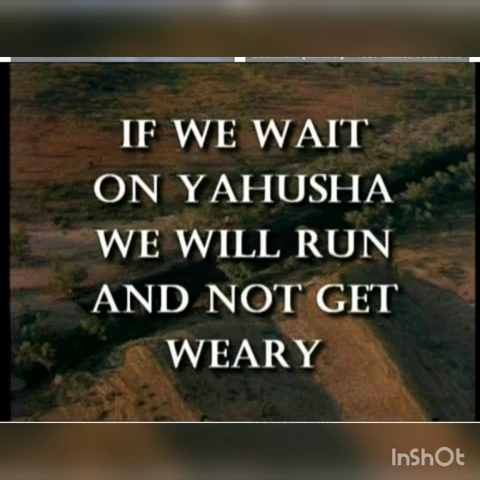 IF WE WAIT
ON YAHUSHA
WE WILL RUN
AND NOT GET
WEARY
InShOt